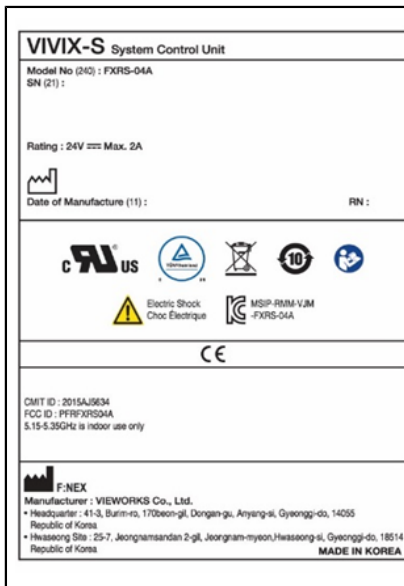 VIVIX-S System Control Unit
Model No (240) : FXRS-04A
SN (21) :
Rating : 24V ⎓ Max. 2A
Date of Manufacture (11) :
RN :
c RU ® US
10
Electric Shock
Choc Électrique
MSIP-RMM-VJM
-FXRS-04A
CE
CMIT ID : 2015AJ5634
FCC ID : PFRFXRS04A
5.15-5.35GHz is indoor use only
F:NEX
Manufacturer : VIEWORKS Co., Ltd.
• Headquarter : 41-3, Burim-ro, 170beon-gil, Dongan-gu, Anyang-si, Gyeonggi-do, 14055
Republic of Korea
• Hwaseong Site : 25-7, Jeongnamsandan 2-gil, Jeongnam-myeon,Hwaseong-si, Gyeonggi-do, 18514
Republic of Korea
MADE IN KOREA